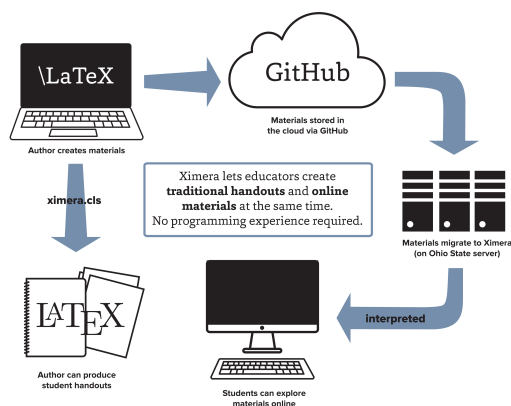 \LaTeX
GitHub
Author creates materials
Materials stored in
the cloud via GitHub
ximera.cls
Ximera lets educators create
traditional handouts and online
materials at the same time.
No programming experience required.
Materials migrate to Ximera
(on Ohio State server)
LATEX
interpreted
Author can produce
student handouts
Students can explore
materials online